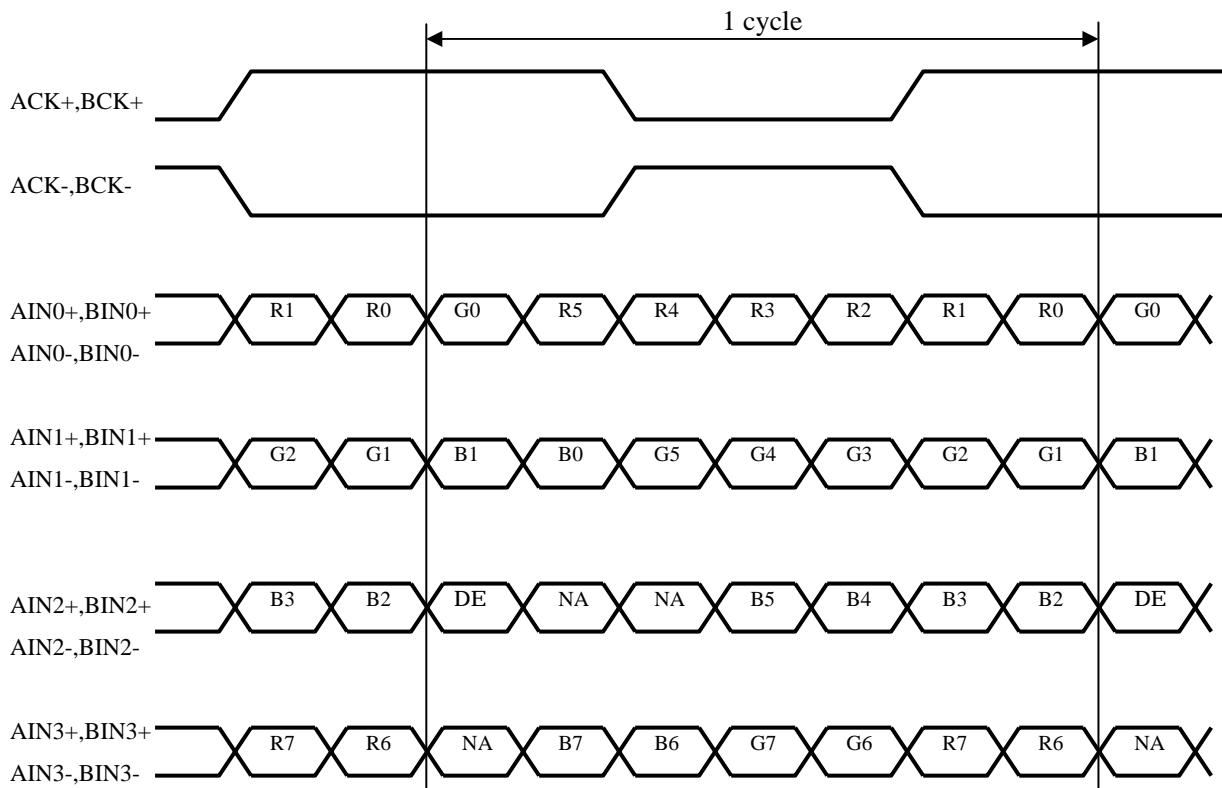 1 cycle
ACK+,BCK+
ACK-,BCK-
AIN0+,BIN0+
R1 R0 G0 R5 R4 R3 R2 R1 R0 G0
AIN0-,BIN0-
AIN1+,BIN1+
G2 G1 B1 B0 G5 G4 G3 G2 G1 B1
AIN1-,BIN1-
AIN2+,BIN2+
B3 B2 DE NA NA B5 B4 B3 B2 DE
AIN2-,BIN2-
AIN3+,BIN3+
R7 R6 NA B7 B6 G7 G6 R7 R6 NA
AIN3-,BIN3-